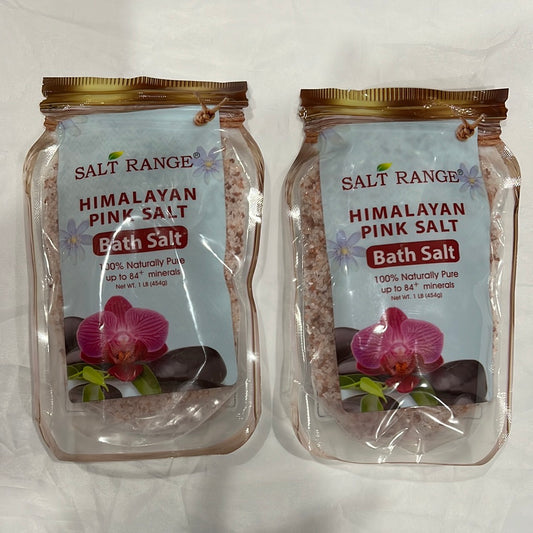 SALT RANGE®
HIMALAYAN
PINK SALT
Bath Salt
100% Naturally Pure
up to 84+ minerals
Net WT. 1 LB (454g)
SALT RANGE®
HIMALAYAN
PINK SALT
Bath Salt
100% Naturally Pure
up to 84+ minerals
Net WT. 1 LB (454g)